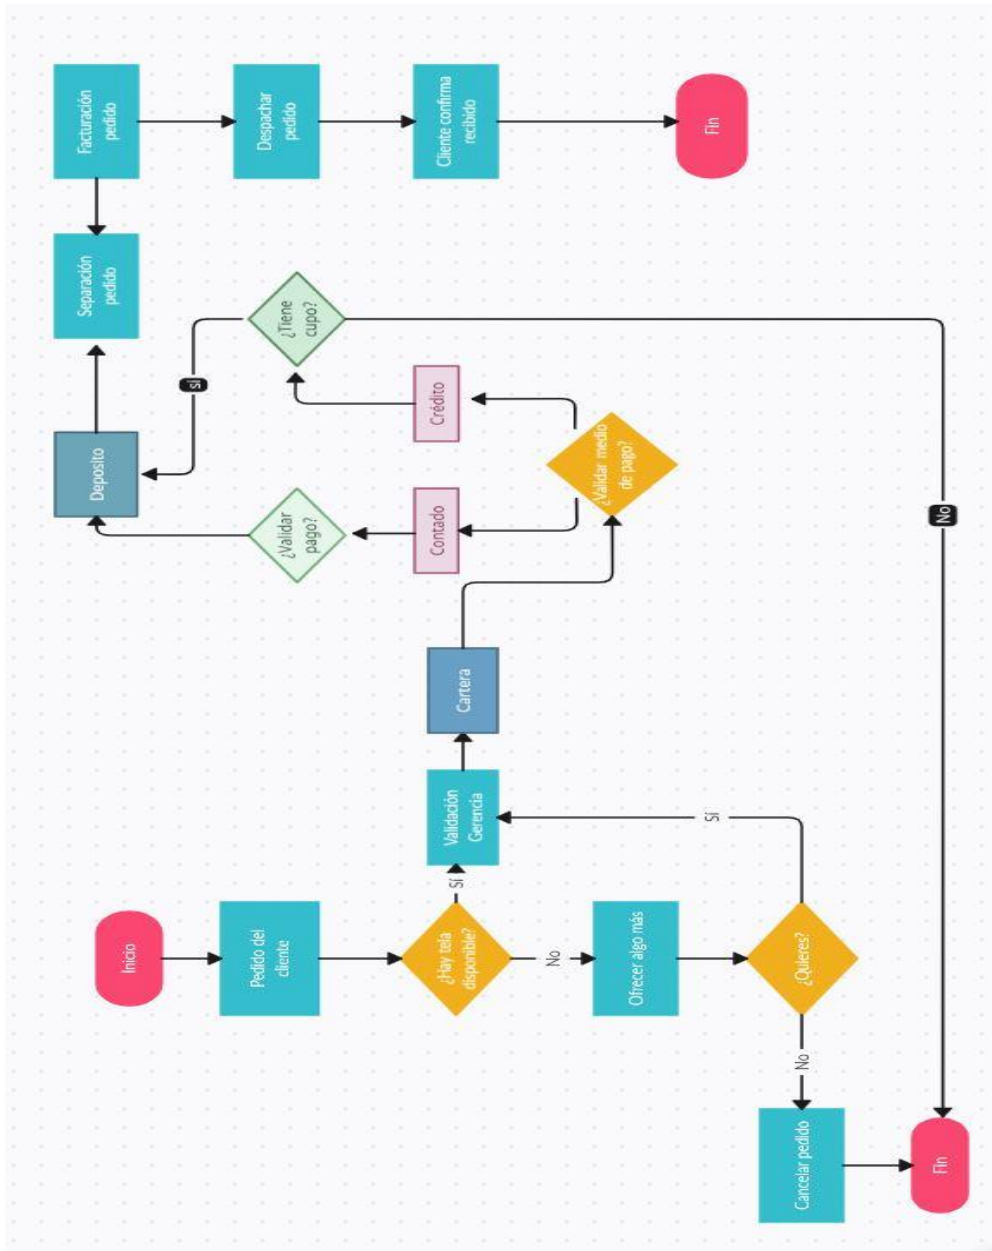 Inicio
Pedido del
cliente
¿Hay tela
disponible?
Sí
No
Ofrecer algo más
¿Quieres?
Sí
No
Cancelar pedido
Fin
Validación
Gerencia
Cartera
¿Validar medio
de pago?
Contado
Crédito
¿Validar
pago?
¿Tiene
cupo?
sí
No
Deposito
Separación
pedido
Facturación
pedido
Despachar
pedido
Cliente confirma
recibido
Fin